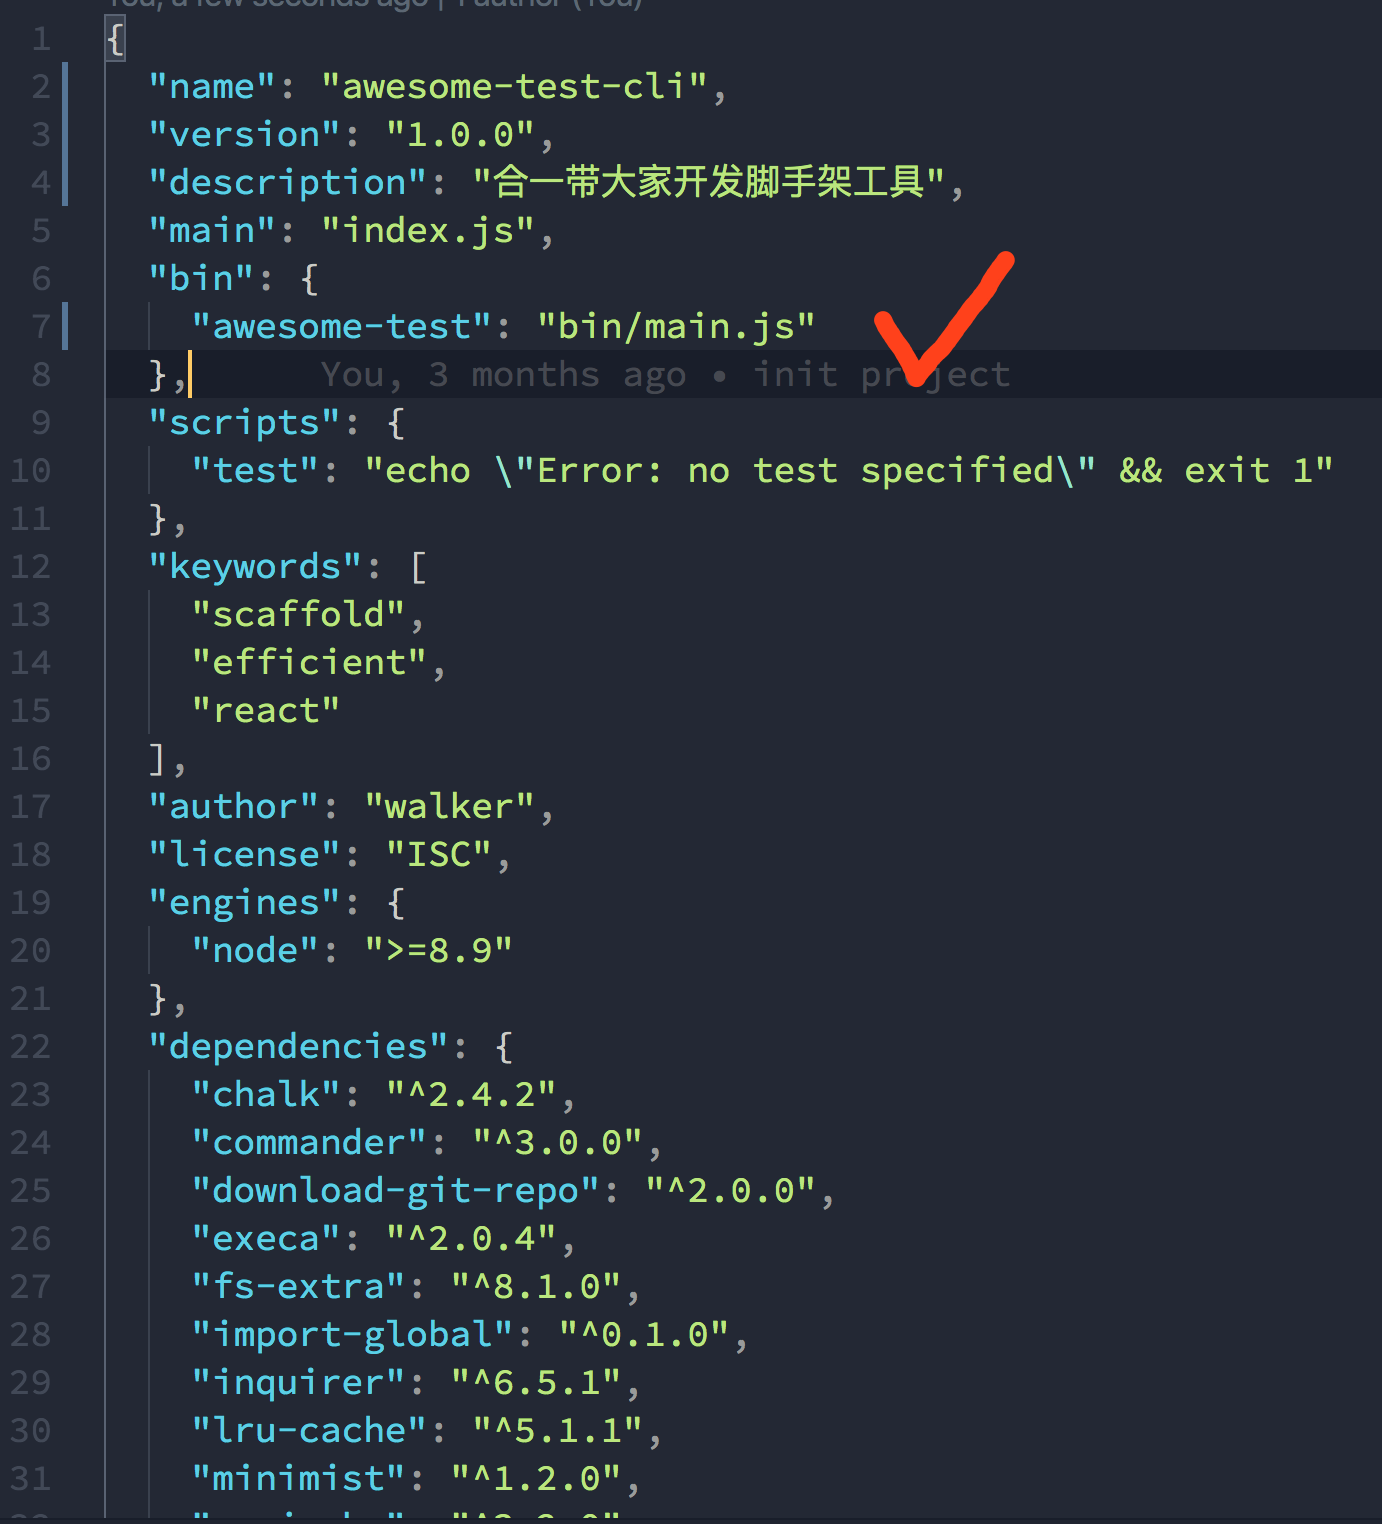 You, a few seconds ago | 1 author (You)
1 {
2 "name": "awesome-test-cli",
3 "version": "1.0.0",
4 "description": "合一带大家开发脚手架工具",
5 "main": "index.js",
6 "bin": {
7 "awesome-test": "bin/main.js"
8 }, You, 3 months ago • init project
9 "scripts": {
10 "test": "echo \"Error: no test specified\" && exit 1"
11 },
12 "keywords": [
13 "scaffold",
14 "efficient",
15 "react"
16 ],
17 "author": "walker",
18 "license": "ISC",
19 "engines": {
20 "node": ">=8.9"
21 },
22 "dependencies": {
23 "chalk": "^2.4.2",
24 "commander": "^3.0.0",
25 "download-git-repo": "^2.0.0",
26 "execa": "^2.0.4",
27 "fs-extra": "^8.1.0",
28 "import-global": "^0.1.0",
29 "inquirer": "^6.5.1",
30 "lru-cache": "^5.1.1",
31 "minimist": "^1.2.0",